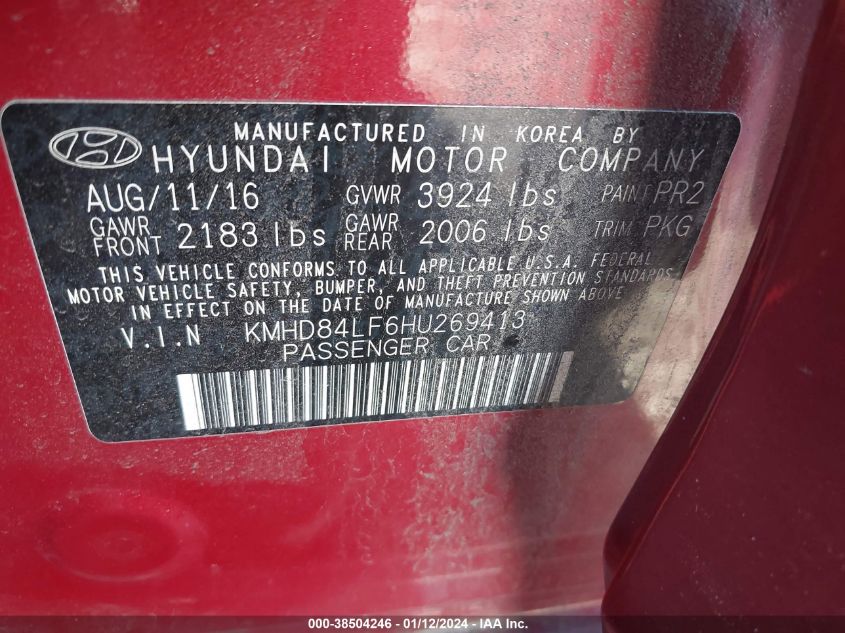 MANUFACTURED IN KOREA BY
HYUNDAI MOTOR COMPANY
AUG/11/16 GVWR 3924 lbs PAINT PR2
GAWR FRONT 2183 lbs GAWR REAR 2006 lbs TRIM PKG
THIS VEHICLE CONFORMS TO ALL APPLICABLE U.S.A. FEDERAL
MOTOR VEHICLE SAFETY, BUMPER, AND THEFT PREVENTION STANDARDS
IN EFFECT ON THE DATE OF MANUFACTURE SHOWN ABOVE
V.I.N KMHD84LF6HU269413
PASSENGER CAR
000-38504246 - 01/12/2024 - IAA Inc.